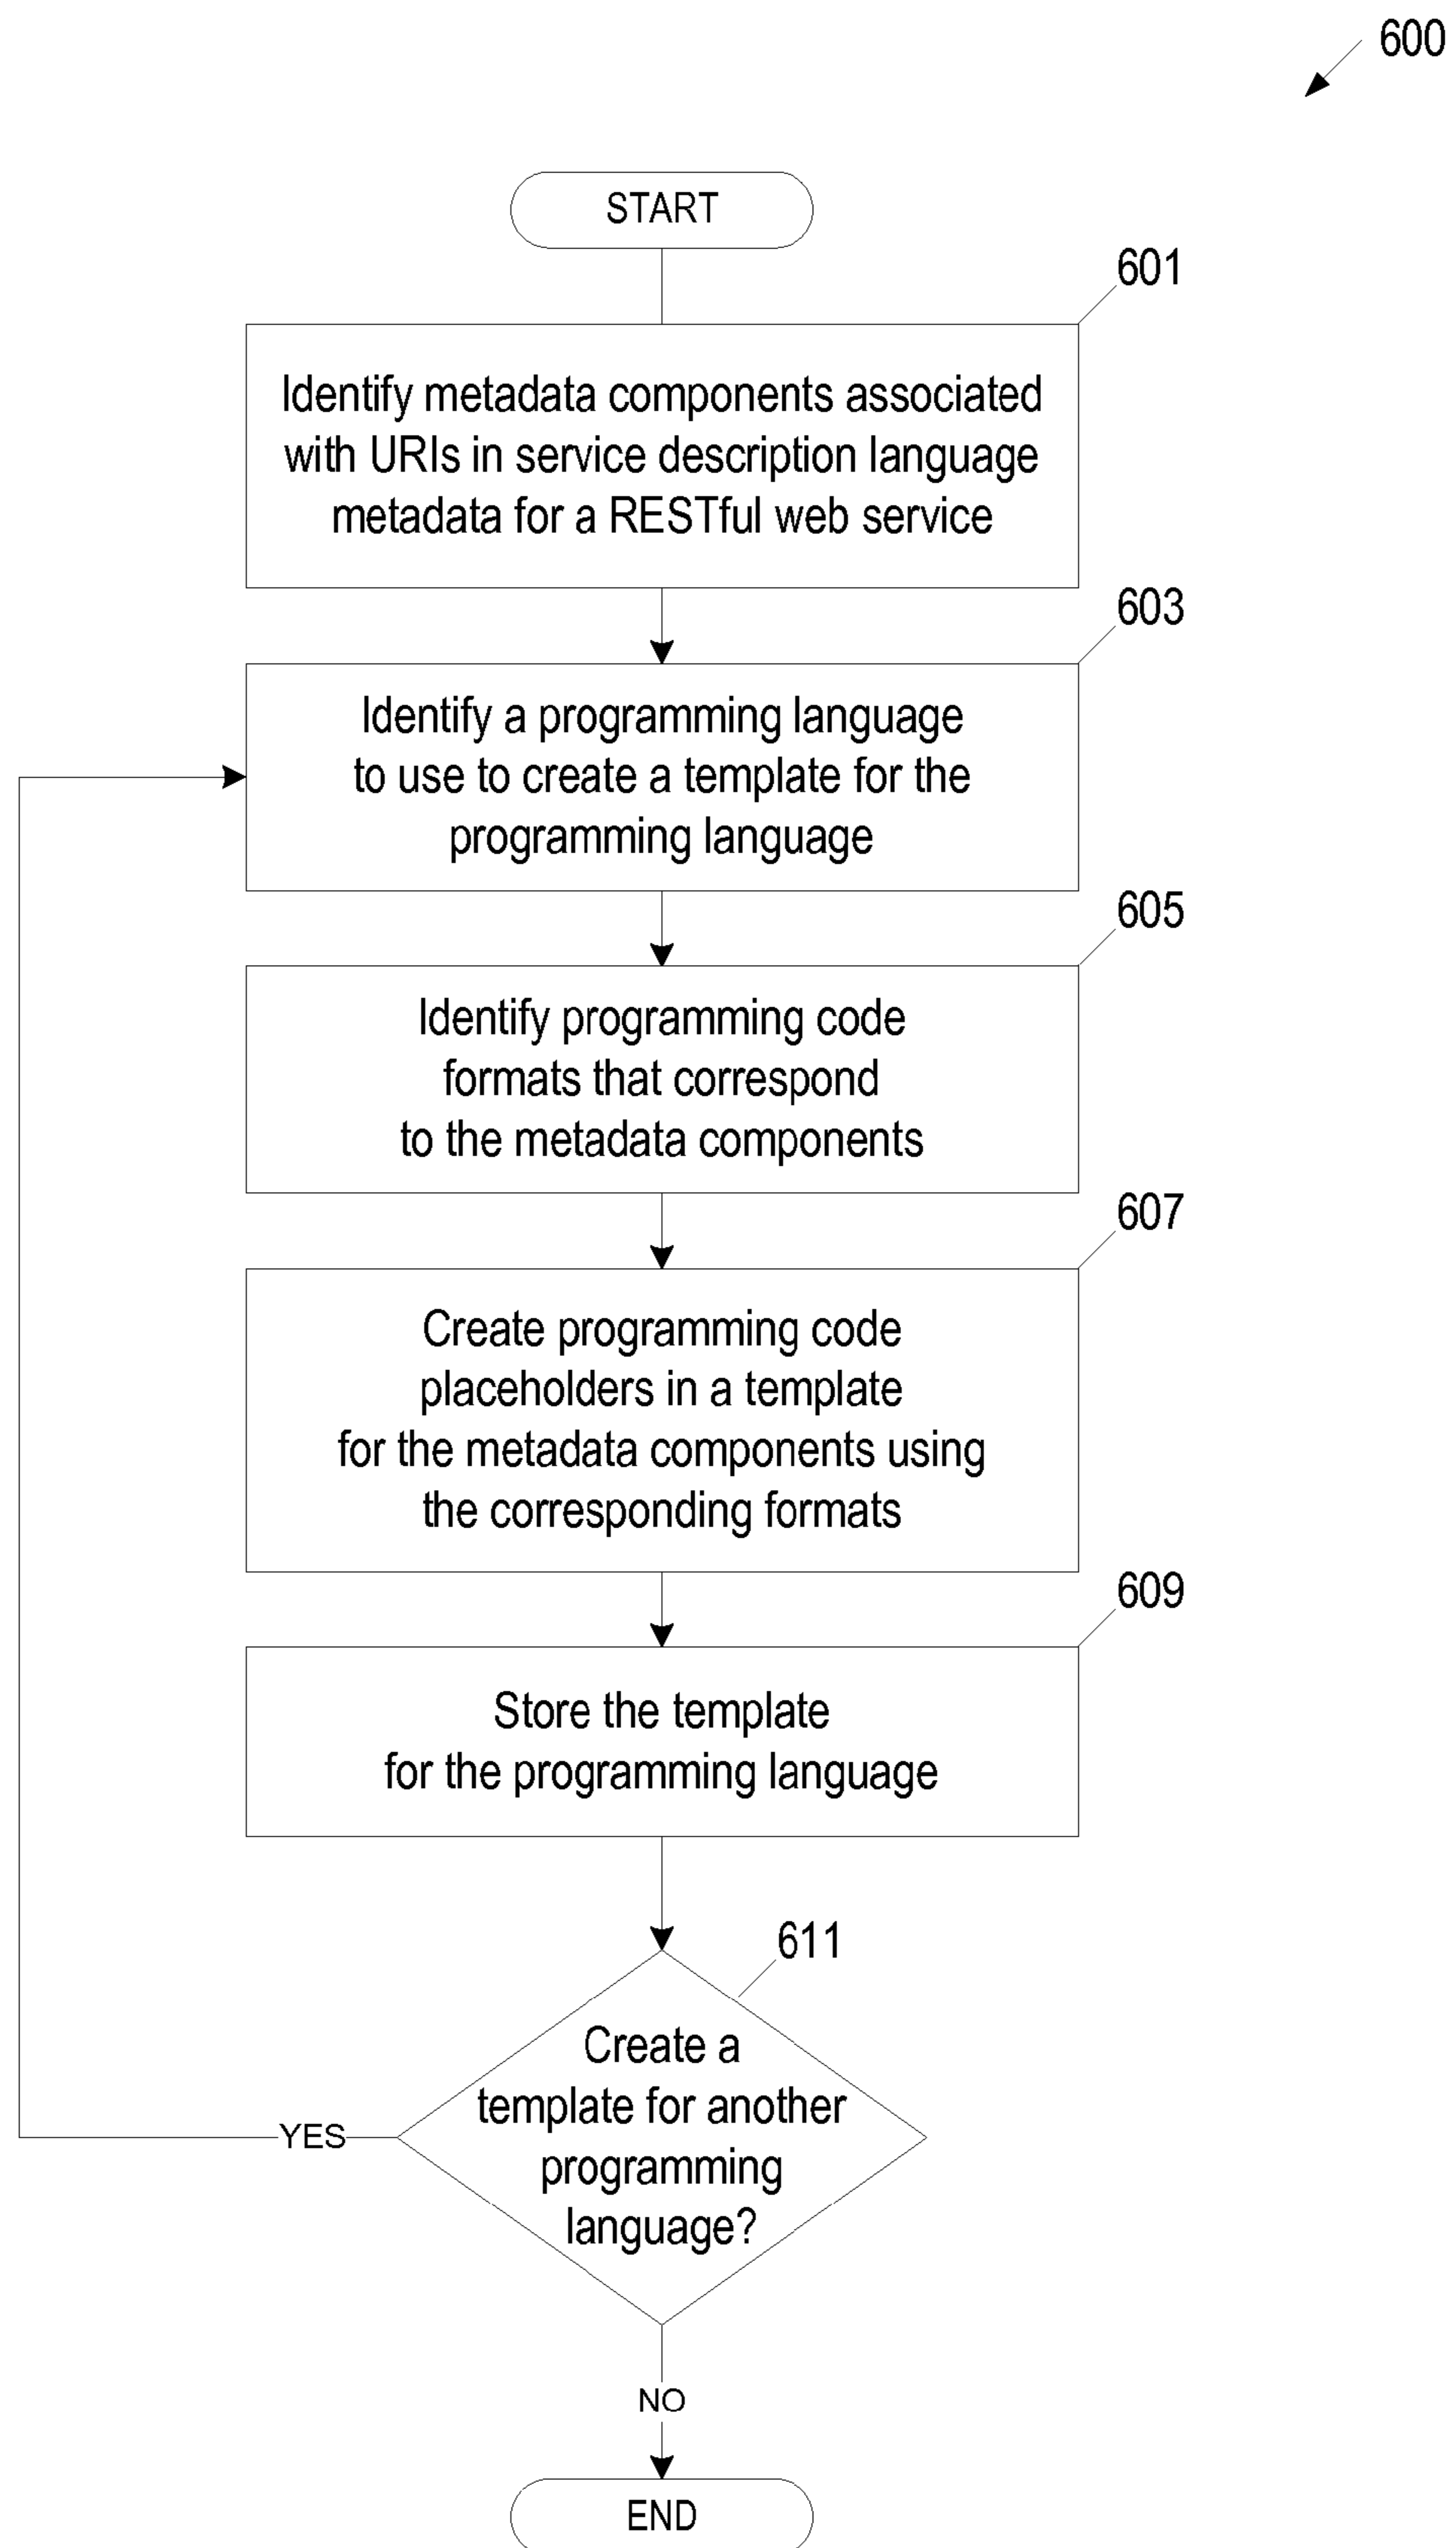 600
START
601
Identify metadata components associated
with URIs in service description language
metadata for a RESTful web service
603
Identify a programming language
to use to create a template for the
programming language
605
Identify programming code
formats that correspond
to the metadata components
607
Create programming code
placeholders in a template
for the metadata components using
the corresponding formats
609
Store the template
for the programming language
611
Create a
template for another
programming
language?
YES
NO
END